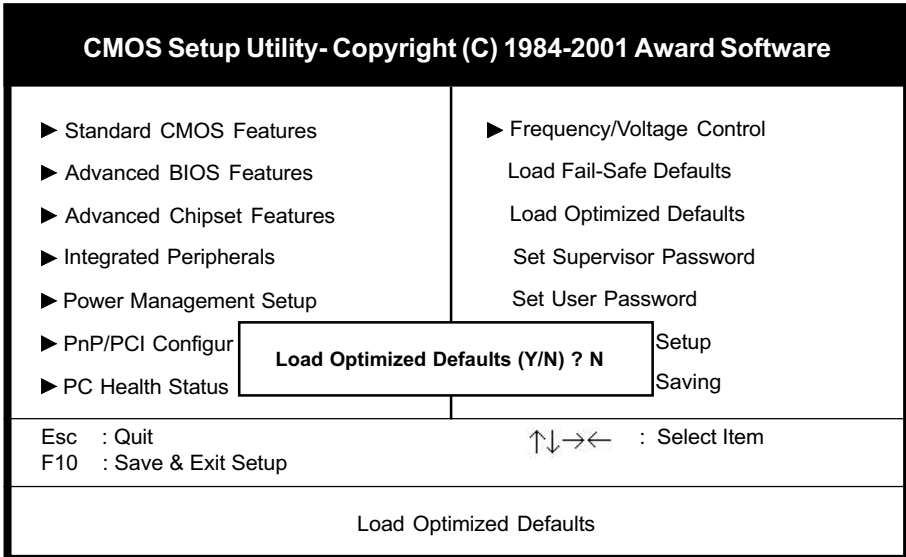 CMOS Setup Utility- Copyright (C) 1984-2001 Award Software
▶ Standard CMOS Features
▶ Advanced BIOS Features
▶ Advanced Chipset Features
▶ Integrated Peripherals
▶ Power Management Setup
▶ PnP/PCI Configur
▶ PC Health Status
▶ Frequency/Voltage Control
Load Fail-Safe Defaults
Load Optimized Defaults
Set Supervisor Password
Set User Password
Setup
Saving
Load Optimized Defaults (Y/N) ? N
Esc : Quit
F10 : Save & Exit Setup
↑↓→← : Select Item
Load Optimized Defaults